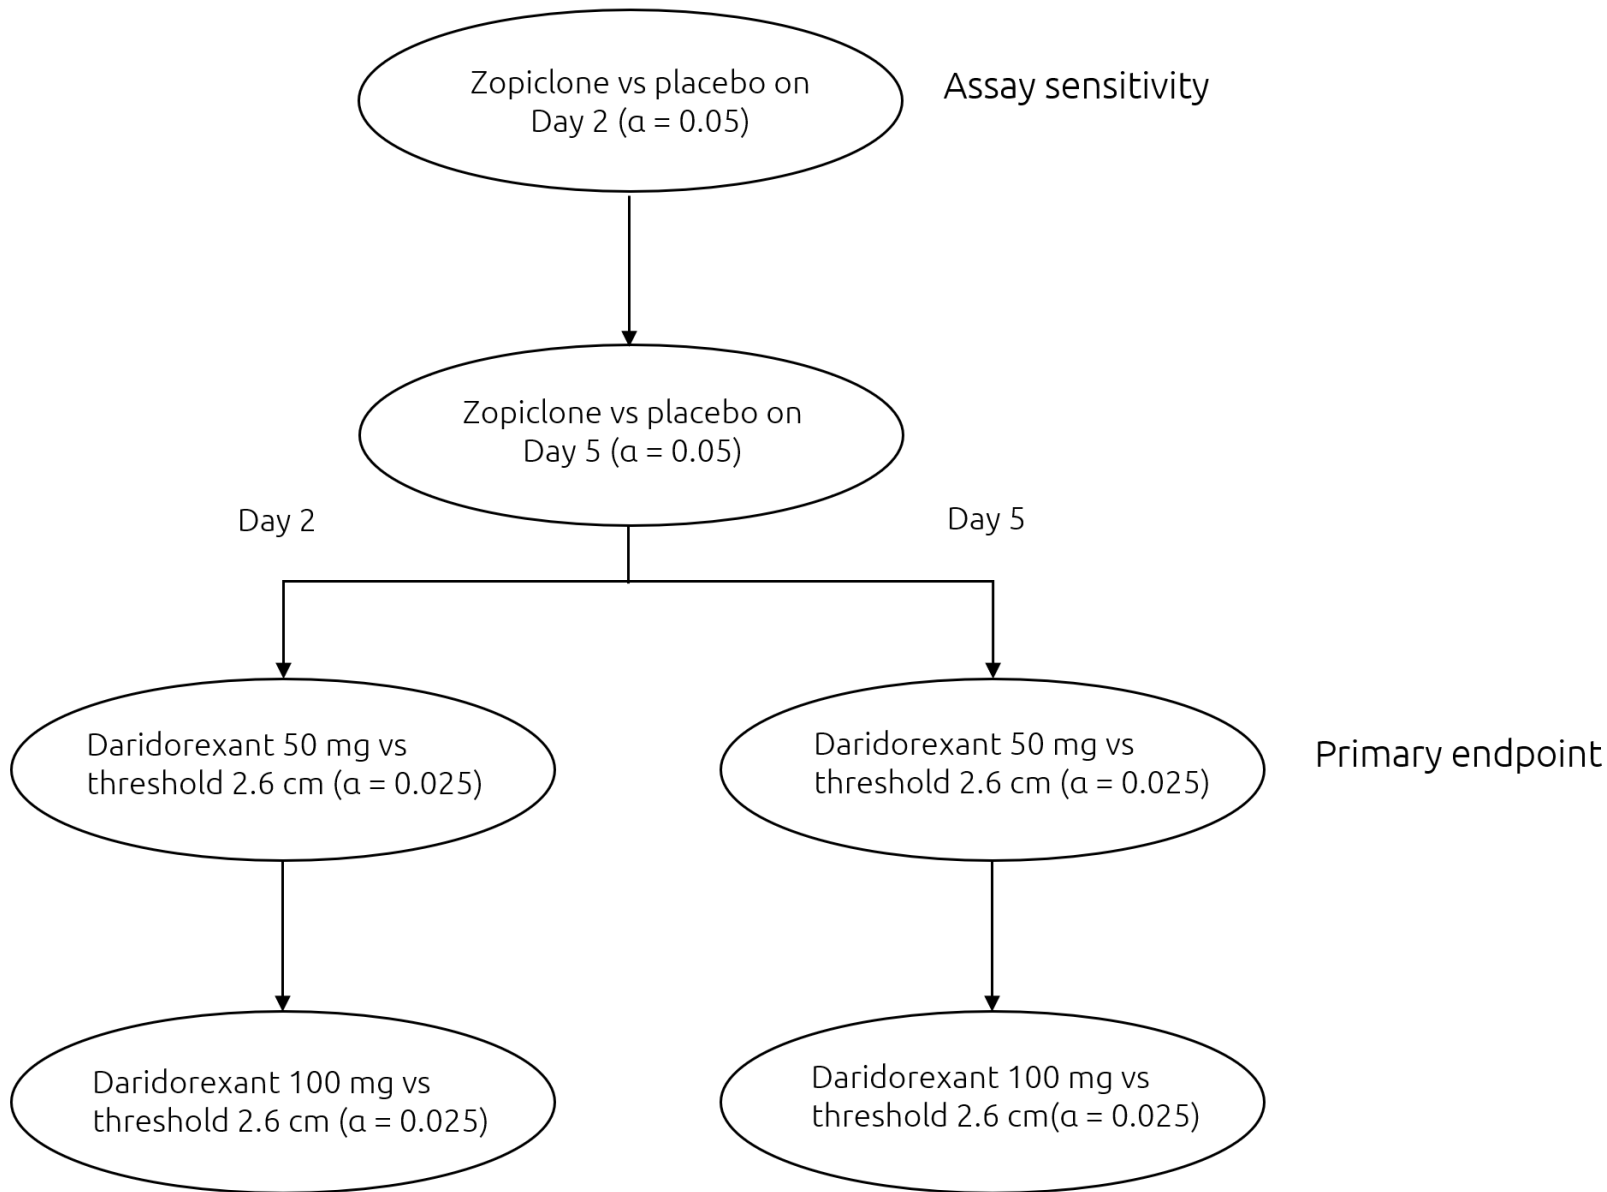 Zopiclone vs placebo on
Day 2 (ɑ = 0.05)
Assay sensitivity
Zopiclone vs placebo on
Day 5 (ɑ = 0.05)
Day 2
Day 5
Daridorexant 50 mg vs
threshold 2.6 cm (ɑ = 0.025)
Daridorexant 50 mg vs
threshold 2.6 cm (ɑ = 0.025)
Primary endpoint
Daridorexant 100 mg vs
threshold 2.6 cm (ɑ = 0.025)
Daridorexant 100 mg vs
threshold 2.6 cm(ɑ = 0.025)